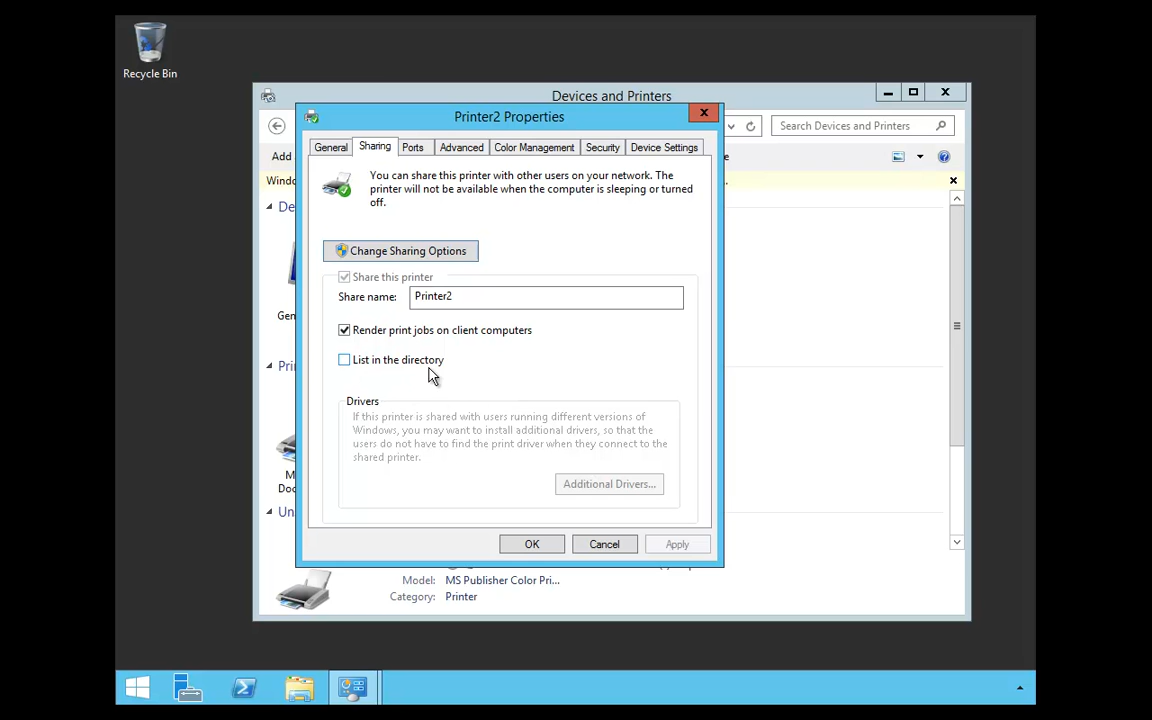 Recycle Bin
Devices and Printers
Printer2 Properties
Search Devices and Printers
General
Sharing
Ports
Advanced
Color Management
Security
Device Settings
Add
e
Windo
.
You can share this printer with other users on your network. The
printer will not be available when the computer is sleeping or turned
off.
De
Change Sharing Options
Share this printer
Share name: Printer2
Gen
Render print jobs on client computers
List in the directory
Prin
Drivers
If this printer is shared with users running different versions of
Windows, you may want to install additional drivers, so that the
users do not have to find the print driver when they connect to the
shared printer.
M
Do
Additional Drivers...
Un
OK
Cancel
Apply
Model: MS Publisher Color Pri...
Category: Printer